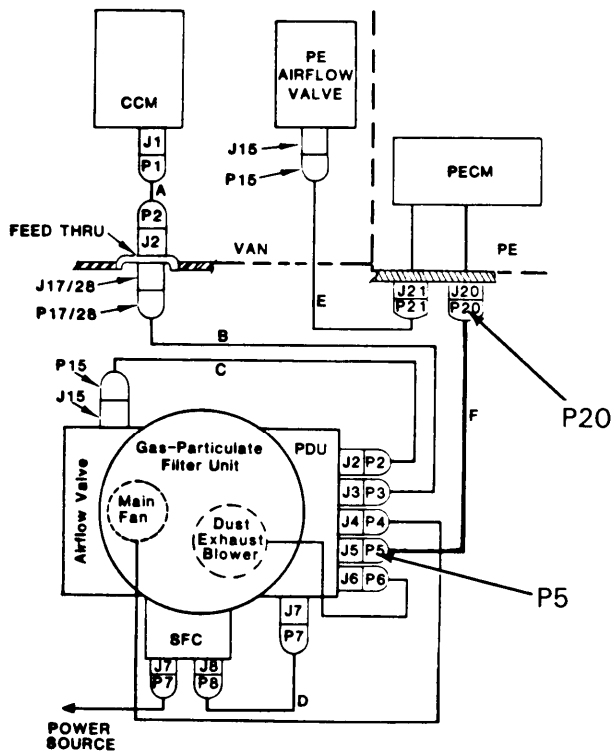 CCM
PE
AIRFLOW
VALVE
J1
P1
A
J15
P15
PECM
P2
J2
FEED THRU
VAN
PE
J17/28
P17/28
E
J21
P21
J20
P20
B
P15
J15
C
F
P20
Gas-Particulate
Filter Unit
PDU
Airflow Valve
Main
Fan
Dust
Exhaust
Blower
J2 P2
J3 P3
J4 P4
J5 P5
J6 P6
P5
SFC
J7
P7
J7
P7
J8
P8
D
POWER
SOURCE